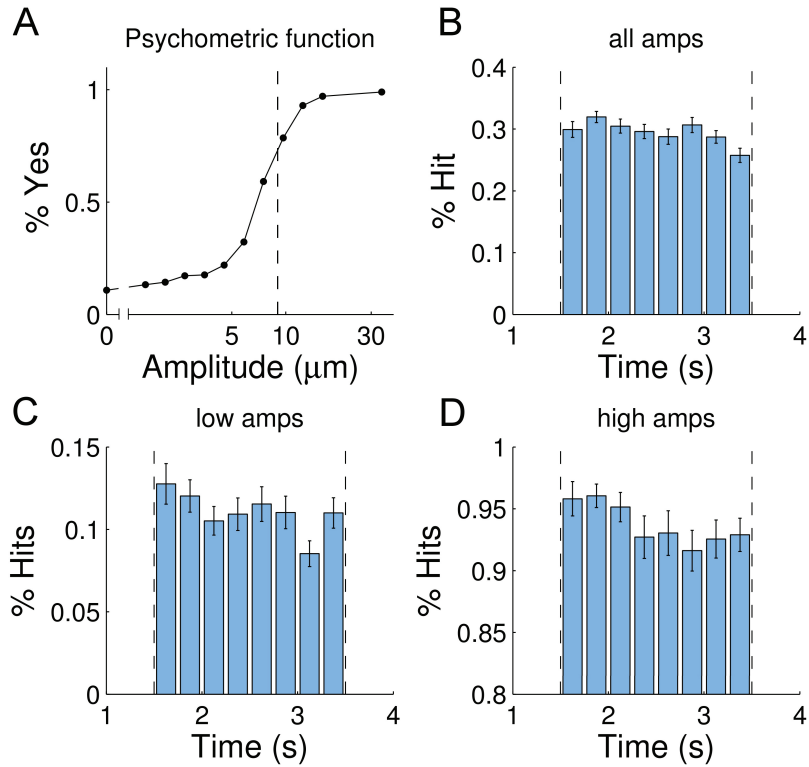 A
Psychometric function
1
0.5
0
% Yes
0 5 10 30
Amplitude (μm)
B
all amps
0.4
0.3
0.2
0.1
0
% Hit
1 2 3 4
Time (s)
C
low amps
0.15
0.1
0.05
0
% Hits
1 2 3 4
Time (s)
D
high amps
1
0.95
0.9
0.85
0.8
% Hits
1 2 3 4
Time (s)